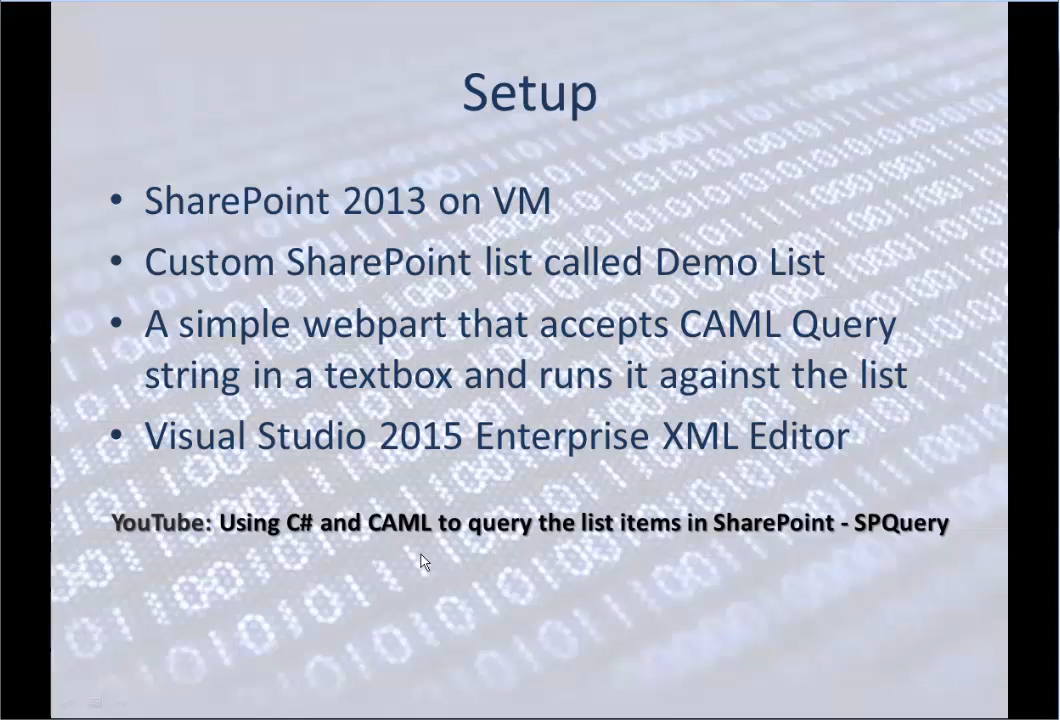 Setup
• SharePoint 2013 on VM
• Custom SharePoint list called Demo List
• A simple webpart that accepts CAML Query
string in a textbox and runs it against the list
• Visual Studio 2015 Enterprise XML Editor
YouTube: Using C# and CAML to query the list items in SharePoint - SPQuery